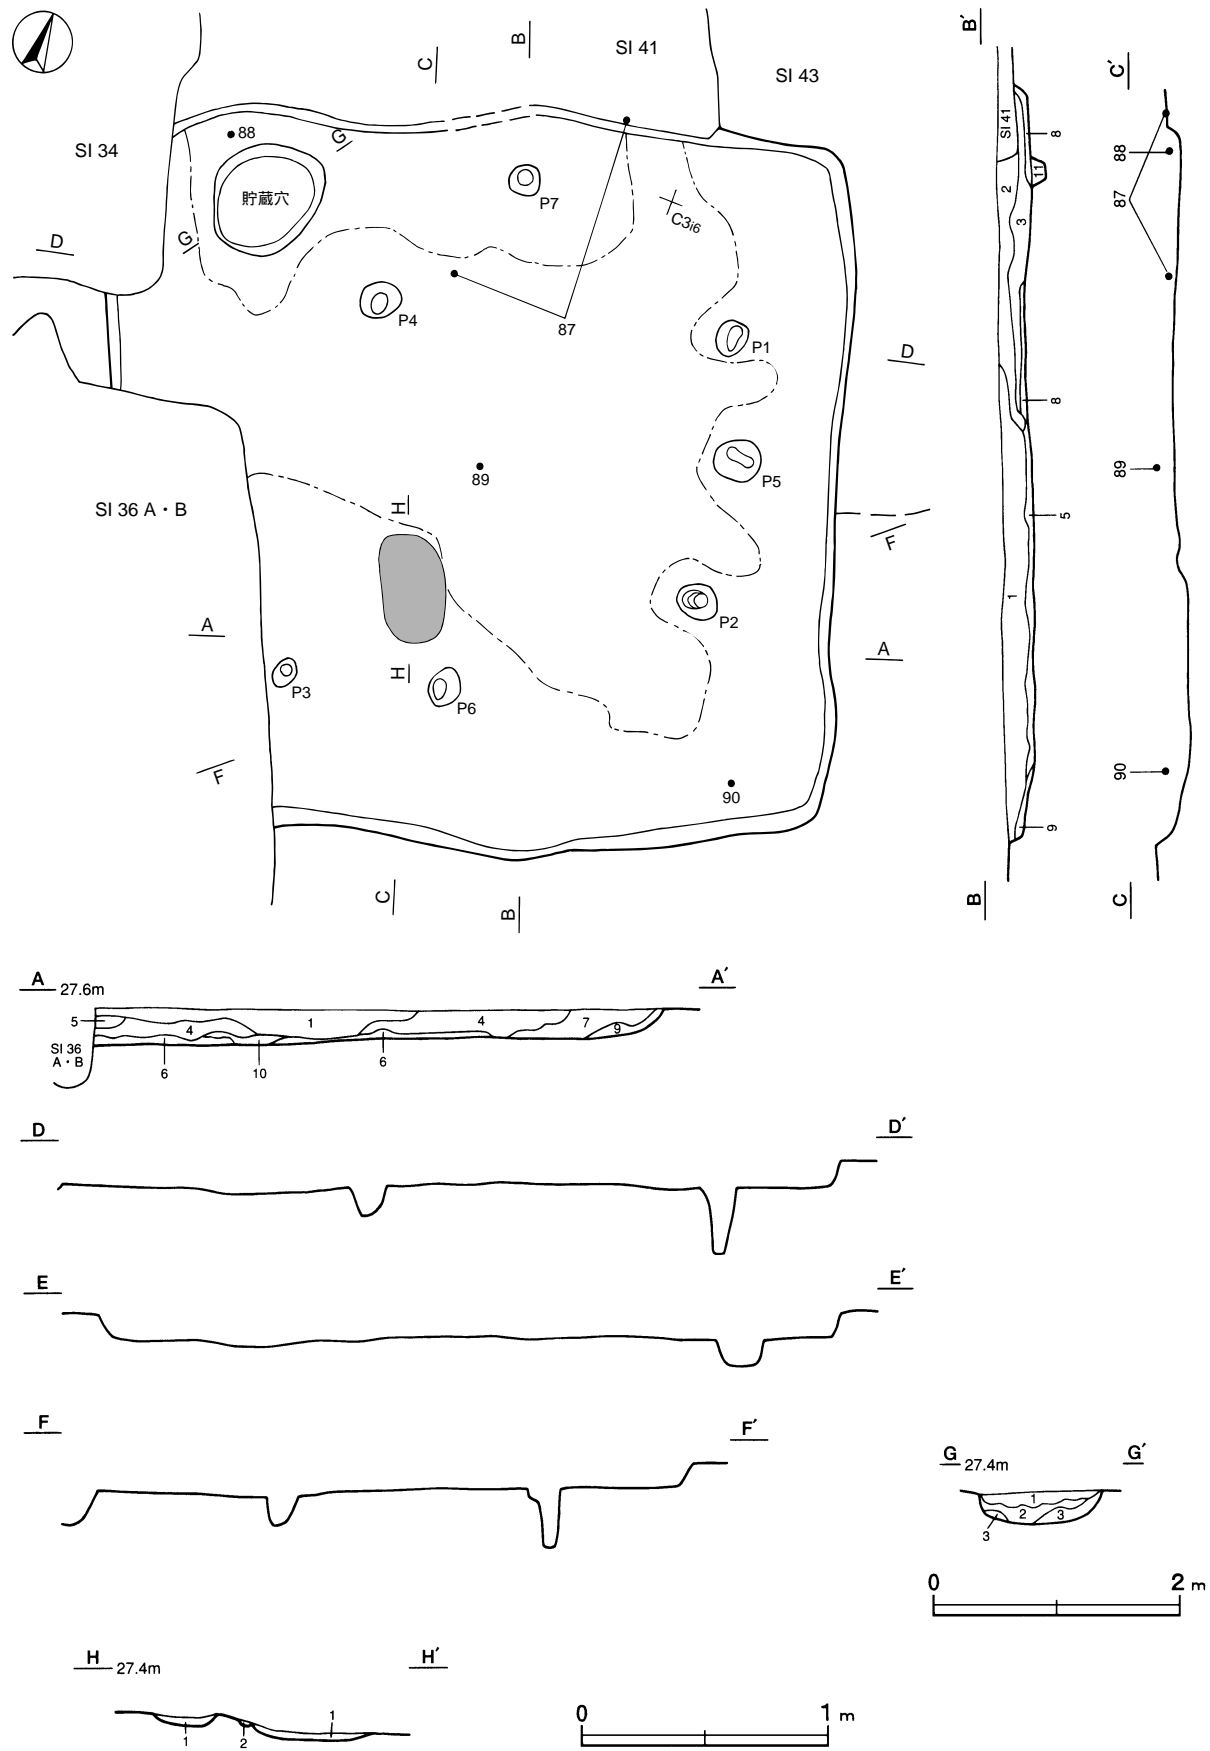 SI 41
SI 43
SI 34
SI 36 A・B
貯蔵穴
C3i6
P7
P4
P1
P5
P2
P3
P6
88
87
89
90
B
C
G
G
D
D
H
H
A
A
F
F
C
B
B′
SI 41
8
11
2
3
8
5
1
9
B
C′
88
87
89
90
C
A 27.6m
A′
5
4
1
4
7
9
SI 36
A・B
6
10
6
D
D′
E
E′
F
F′
G 27.4m
G′
1
2
3
3
0
2 m
H 27.4m
H′
1
2
1
0
1 m